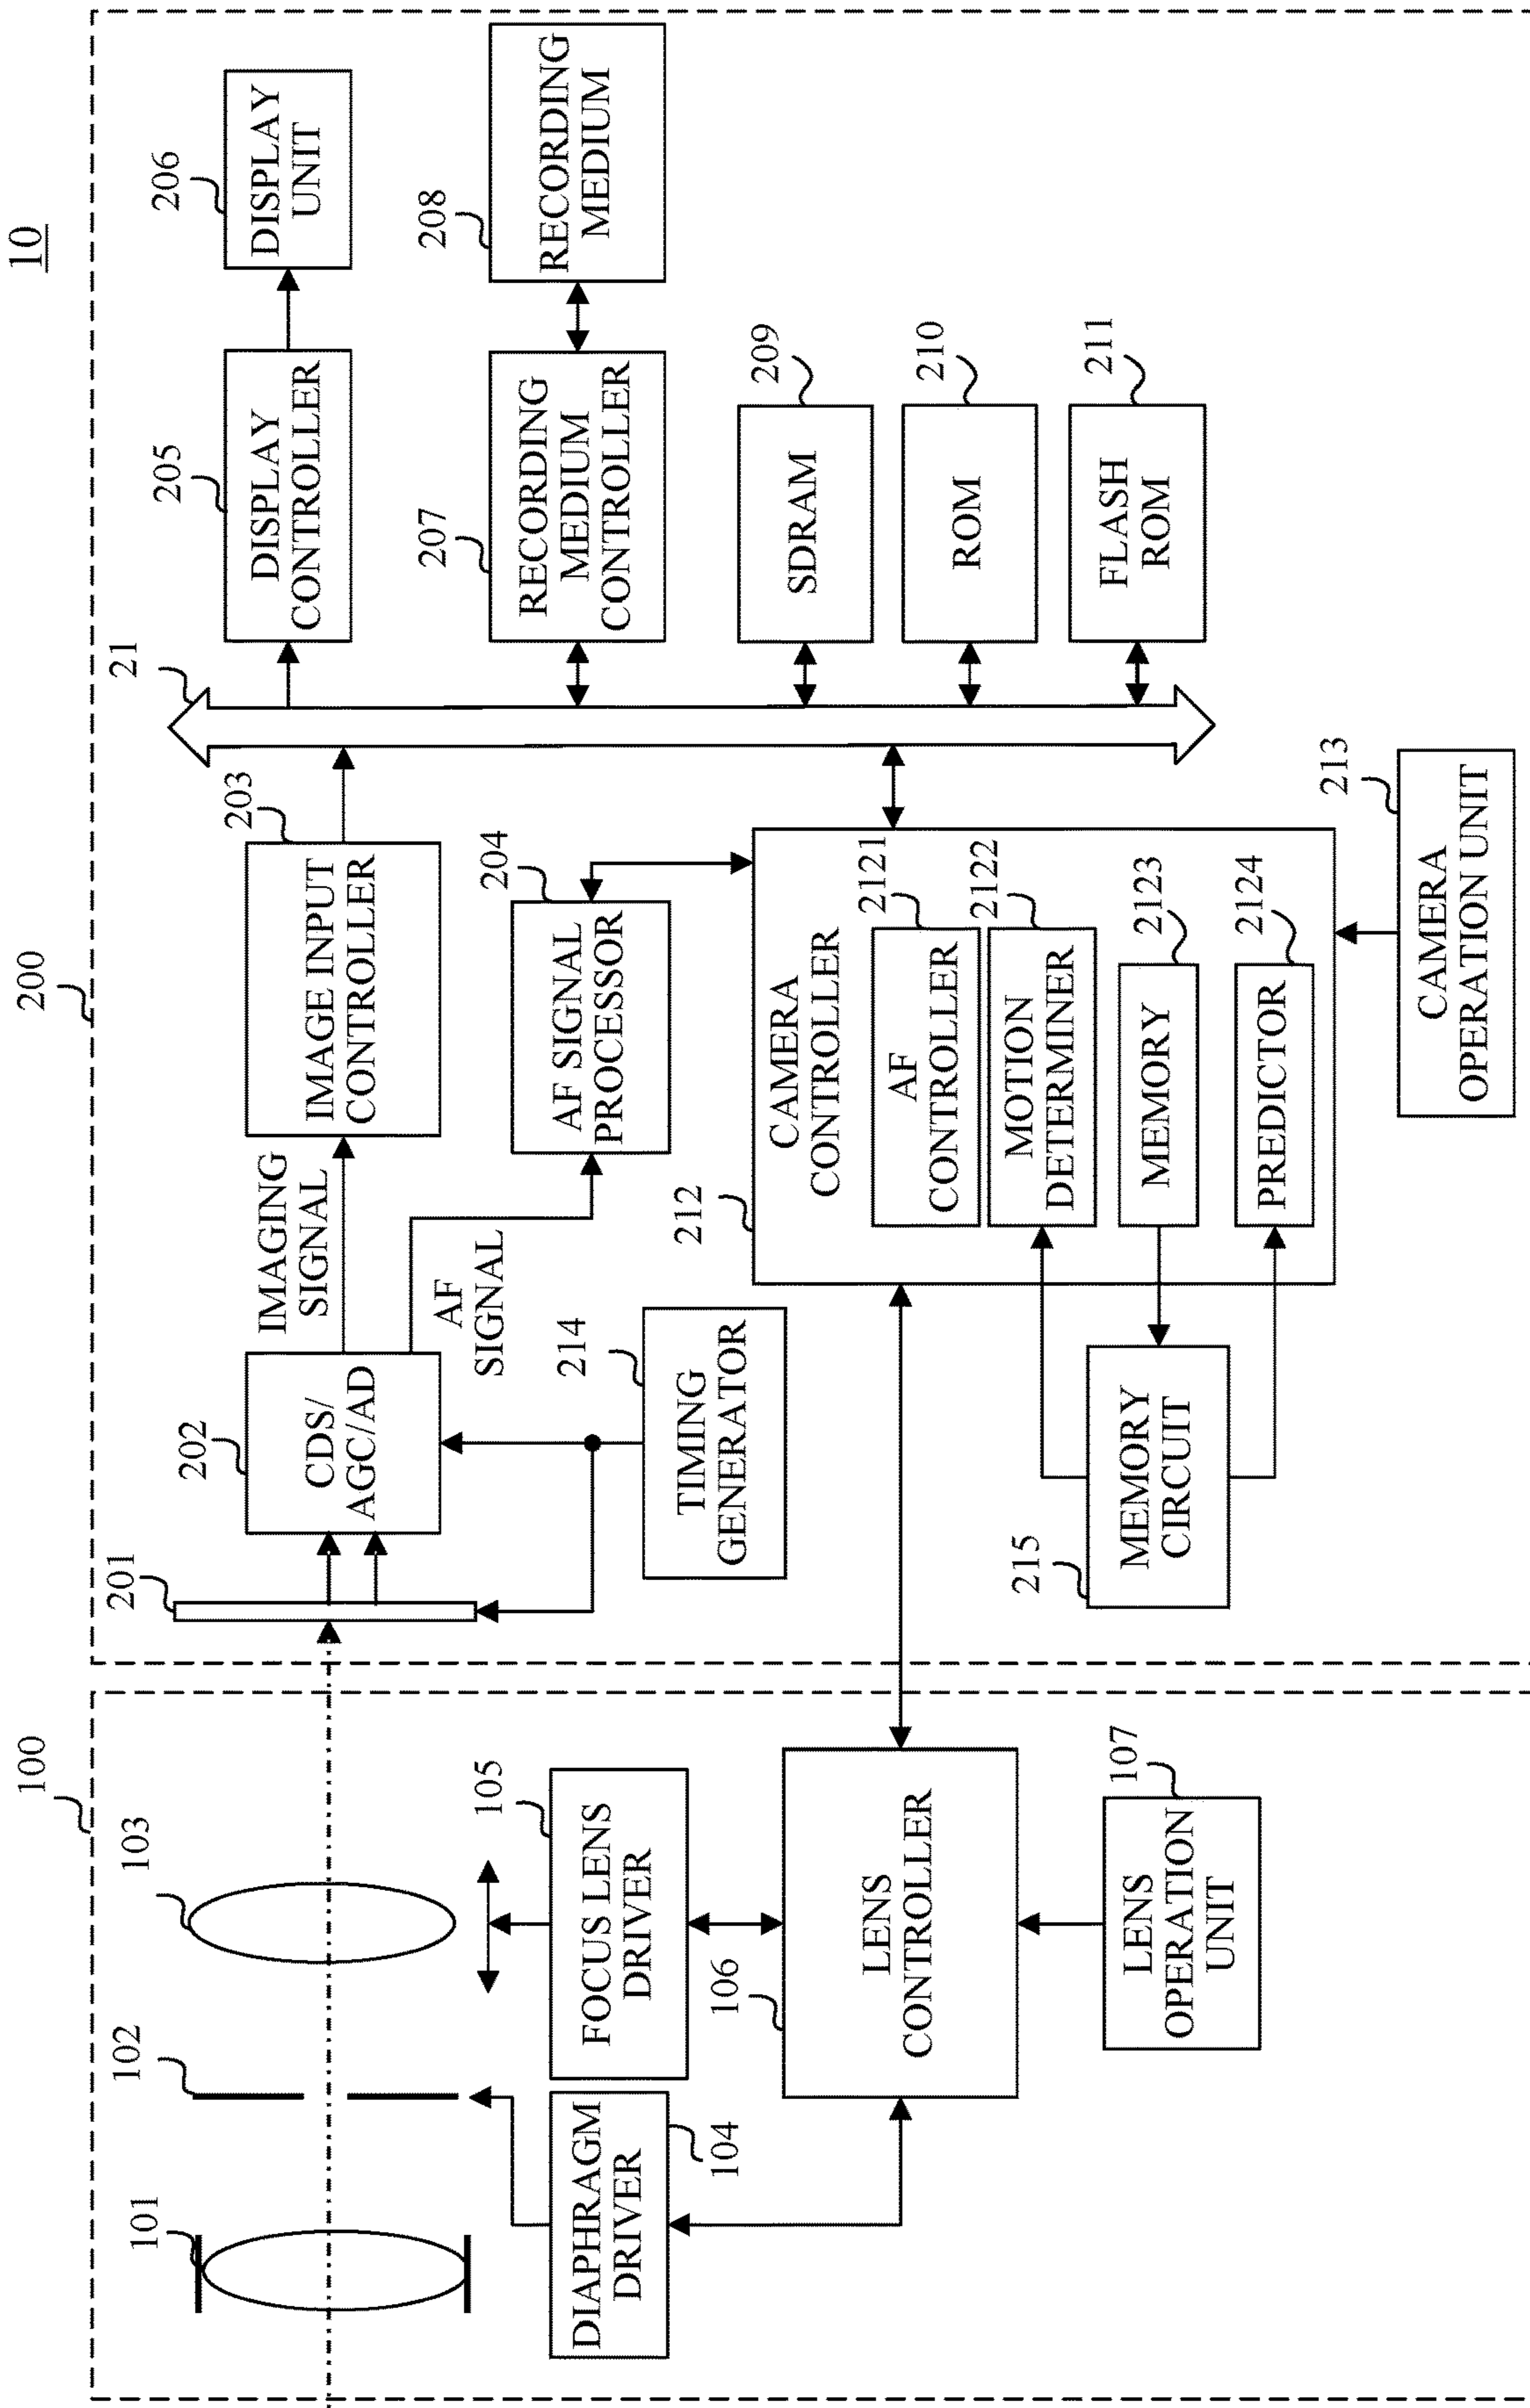 10
100
101
102
103
DIAPHRAGM
DRIVER
104
105
FOCUS LENS
DRIVER
106
LENS
CONTROLLER
107
LENS
OPERATION
UNIT
200
201
202
CDS/
AGC/AD
IMAGING
SIGNAL
AF
SIGNAL
203
IMAGE INPUT
CONTROLLER
204
AF SIGNAL
PROCESSOR
214
TIMING
GENERATOR
21
205
DISPLAY
CONTROLLER
206
DISPLAY
UNIT
207
RECORDING
MEDIUM
CONTROLLER
208
RECORDING
MEDIUM
209
SDRAM
210
ROM
211
FLASH
ROM
212
CAMERA
CONTROLLER
2121
AF
CONTROLLER
2122
MOTION
DETERMINER
2123
MEMORY
2124
PREDICTOR
215
MEMORY
CIRCUIT
213
CAMERA
OPERATION UNIT